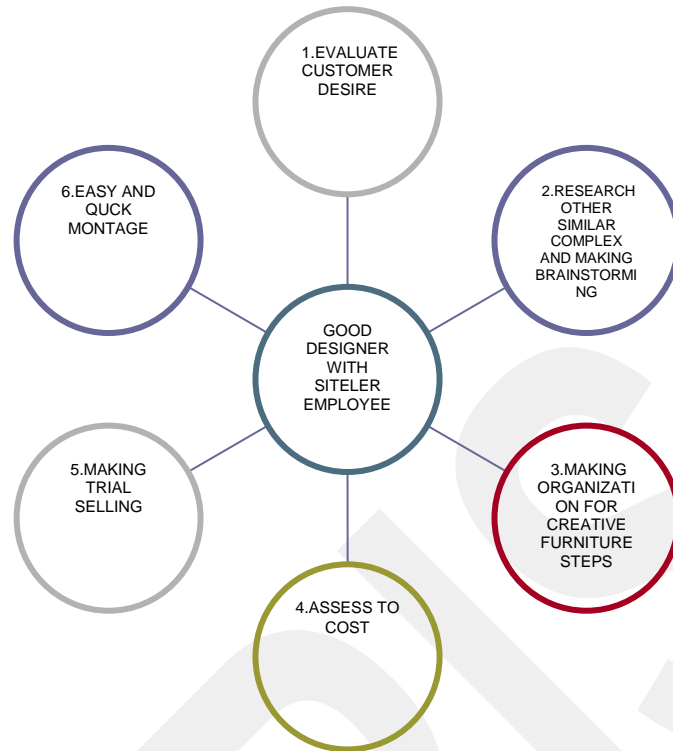 1.EVALUATE
CUSTOMER
DESIRE
2.RESEARCH
OTHER
SIMILAR
COMPLEX
AND MAKING
BRAINSTORMI
NG
3.MAKING
ORGANIZATI
ON FOR
CREATIVE
FURNITURE
STEPS
4.ASSESS TO
COST
5.MAKING
TRIAL
SELLING
6.EASY AND
QUCK
MONTAGE
GOOD
DESIGNER
WITH
SITELER
EMPLOYEE